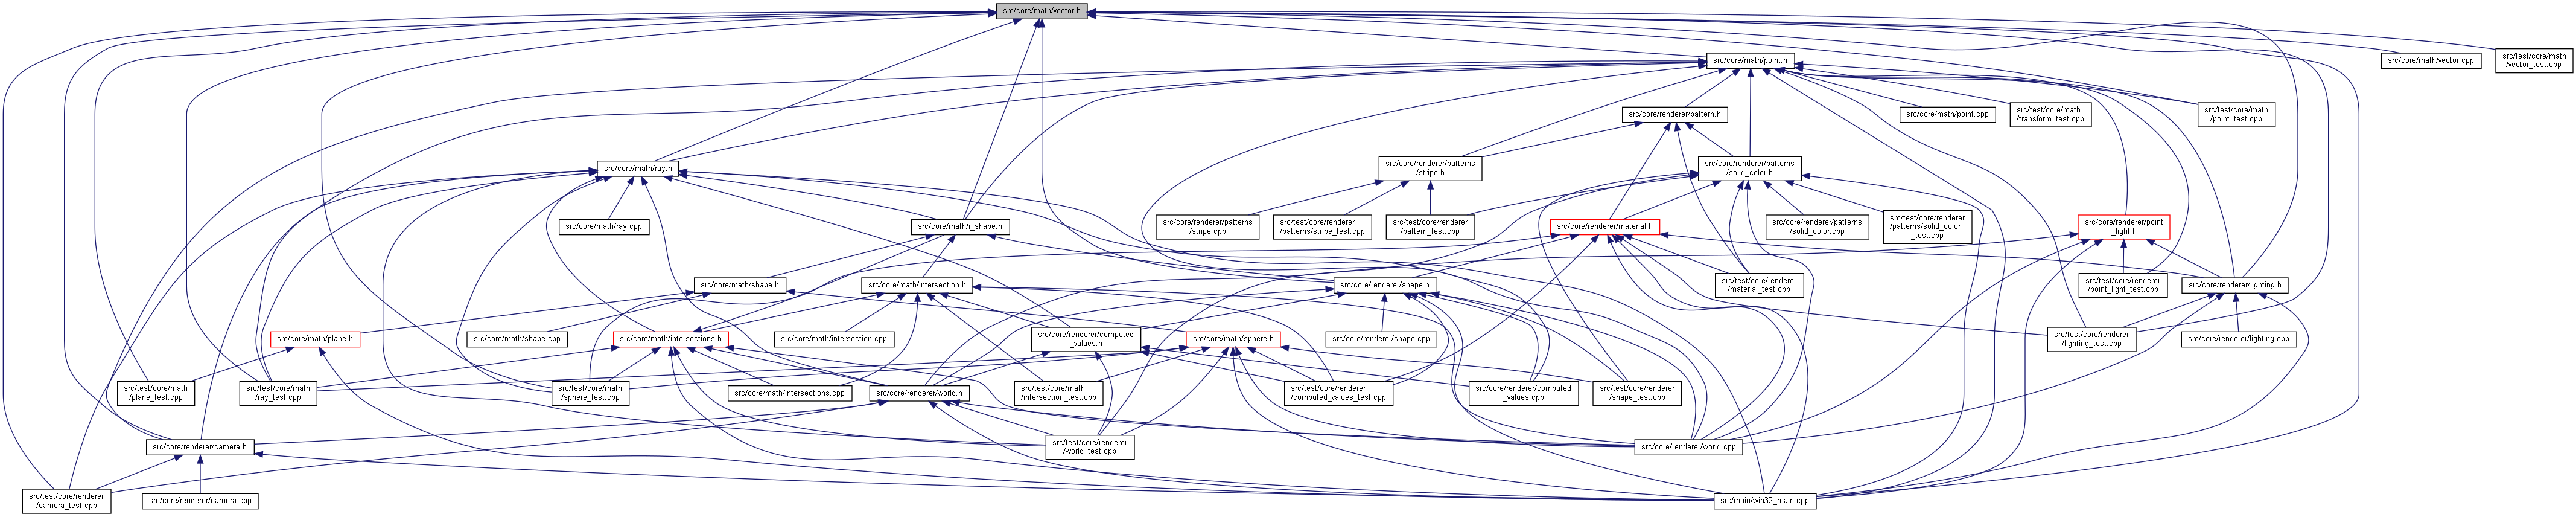 src/core/math/vector.h
src/core/math/point.h
src/core/math/vector.cpp
src/test/core/math
/vector_test.cpp
src/core/renderer/pattern.h
src/core/math/point.cpp
src/test/core/math
/transform_test.cpp
src/test/core/math
/point_test.cpp
src/core/math/ray.h
src/core/renderer/patterns
/stripe.h
src/core/renderer/patterns
/solid_color.h
src/core/math/ray.cpp
src/core/math/i_shape.h
src/core/renderer/patterns
/stripe.cpp
src/test/core/renderer
/patterns/stripe_test.cpp
src/test/core/renderer
/pattern_test.cpp
src/core/renderer/material.h
src/core/renderer/patterns
/solid_color.cpp
src/test/core/renderer
/patterns/solid_color
_test.cpp
src/core/renderer/point
_light.h
src/core/math/shape.h
src/core/math/intersection.h
src/core/renderer/shape.h
src/test/core/renderer
/material_test.cpp
src/test/core/renderer
/point_light_test.cpp
src/core/renderer/lighting.h
src/core/math/plane.h
src/core/math/shape.cpp
src/core/math/intersections.h
src/core/math/intersection.cpp
src/core/renderer/computed
_values.h
src/core/math/sphere.h
src/core/renderer/shape.cpp
src/test/core/renderer
/lighting_test.cpp
src/core/renderer/lighting.cpp
src/test/core/math
/plane_test.cpp
src/test/core/math
/ray_test.cpp
src/test/core/math
/sphere_test.cpp
src/core/math/intersections.cpp
src/core/renderer/world.h
src/test/core/math
/intersection_test.cpp
src/test/core/renderer
/computed_values_test.cpp
src/core/renderer/computed
_values.cpp
src/test/core/renderer
/shape_test.cpp
src/core/renderer/camera.h
src/test/core/renderer
/world_test.cpp
src/core/renderer/world.cpp
src/test/core/renderer
/camera_test.cpp
src/core/renderer/camera.cpp
src/main/win32_main.cpp